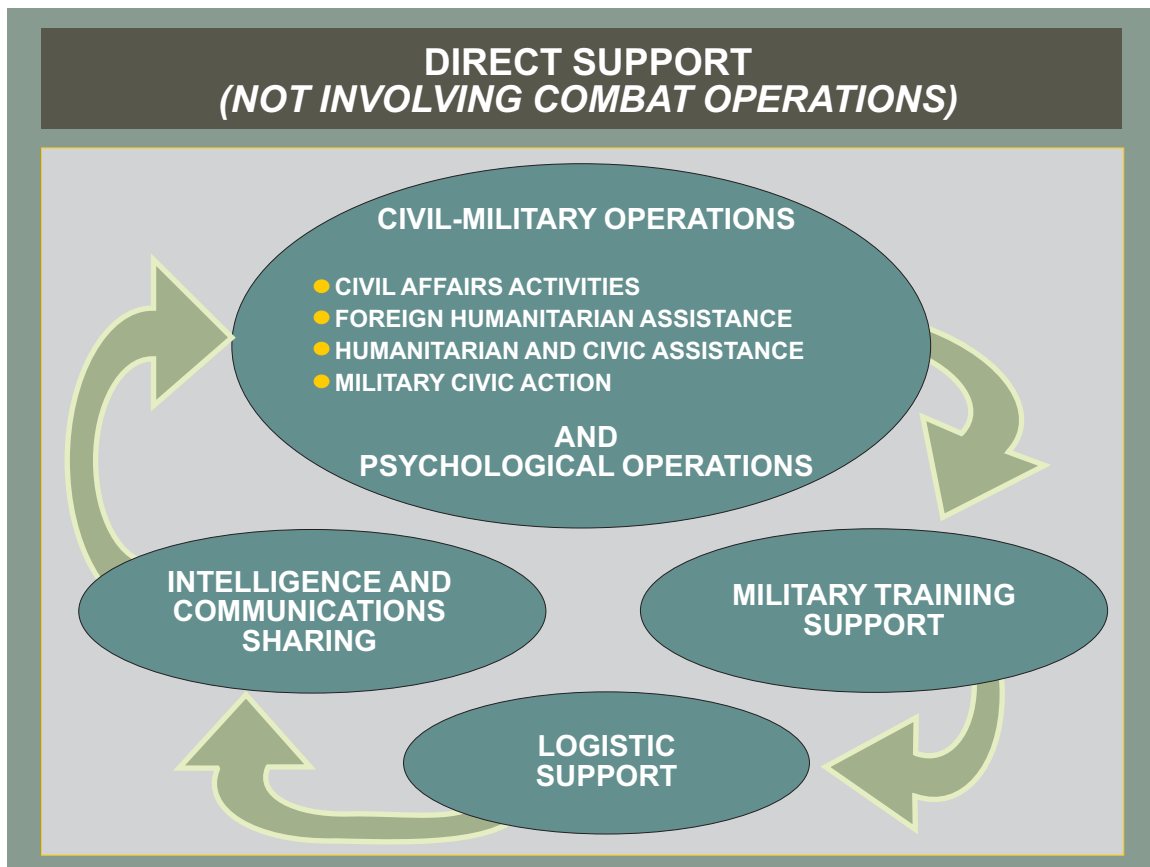 DIRECT SUPPORT
(NOT INVOLVING COMBAT OPERATIONS)
CIVIL-MILITARY OPERATIONS
CIVIL AFFAIRS ACTIVITIES
FOREIGN HUMANITARIAN ASSISTANCE
HUMANITARIAN AND CIVIC ASSISTANCE
MILITARY CIVIC ACTION
AND
PSYCHOLOGICAL OPERATIONS
MILITARY TRAINING
SUPPORT
LOGISTIC
SUPPORT
INTELLIGENCE AND
COMMUNICATIONS
SHARING